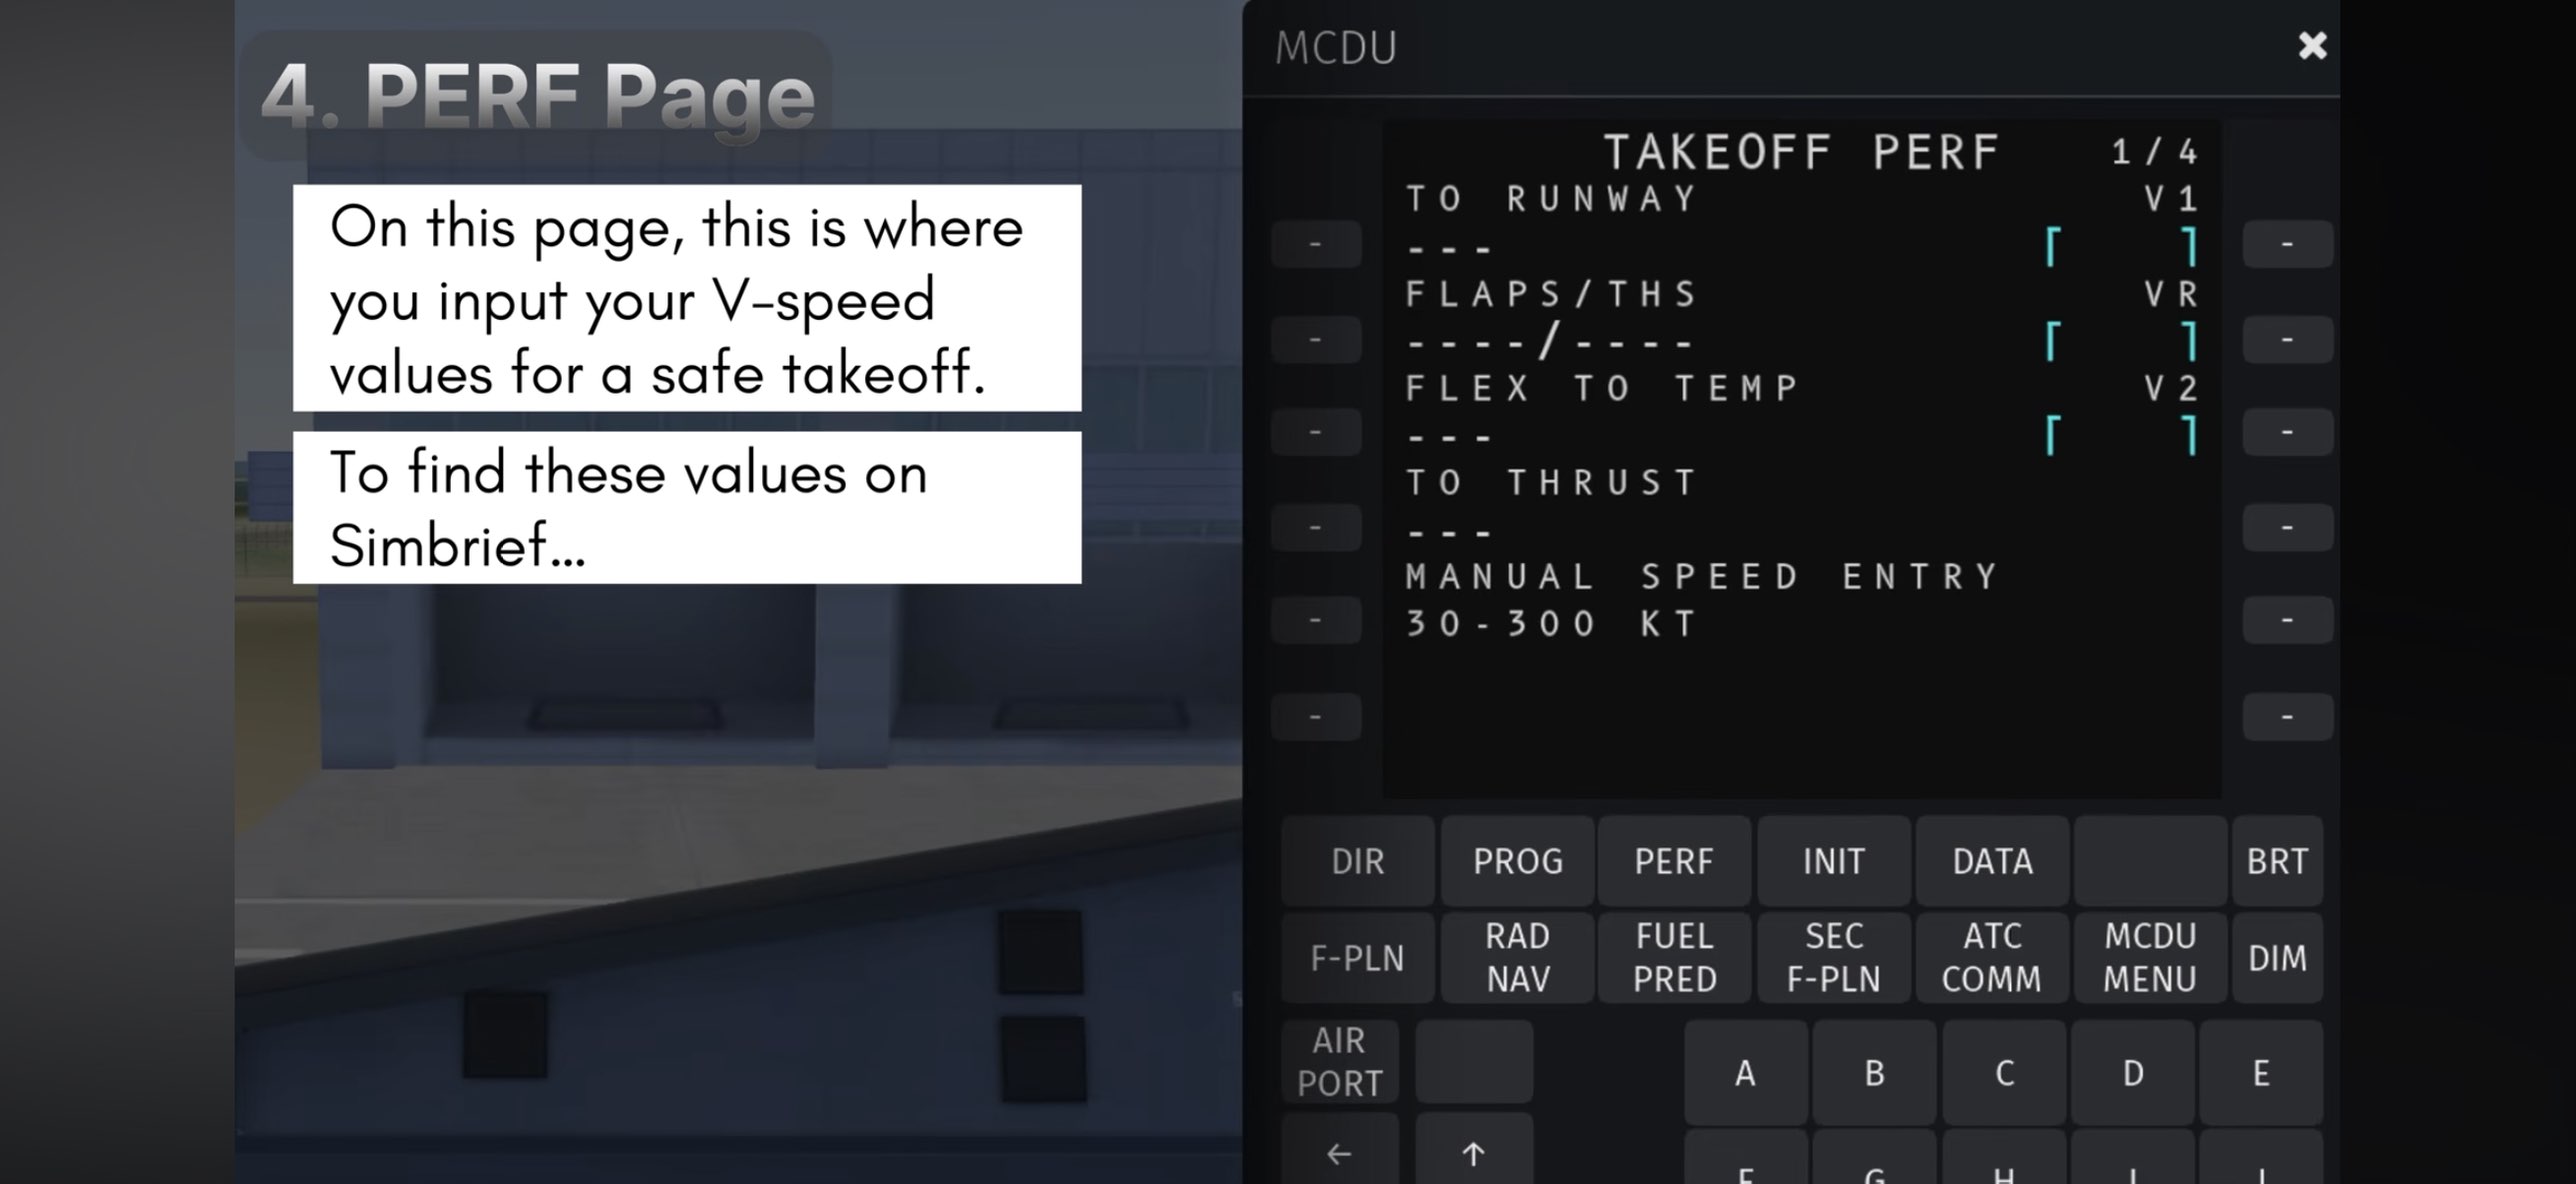 4. PERF Page
On this page, this is where
you input your V-speed
values for a safe takeoff.
To find these values on
Simbrief...
MCDU ✖
TAKEOFF PERF 1/4
TO RUNWAY V1
--- [ ]
FLAPS/THS VR
----/---- [ ]
FLEX TO TEMP V2
--- [ ]
TO THRUST
---
MANUAL SPEED ENTRY
30-300 KT
DIR PROG PERF INIT DATA BRT
F-PLN RAD NAV FUEL PRED SEC F-PLN ATC COMM MCDU MENU DIM
AIR PORT A B C D E
← ↑